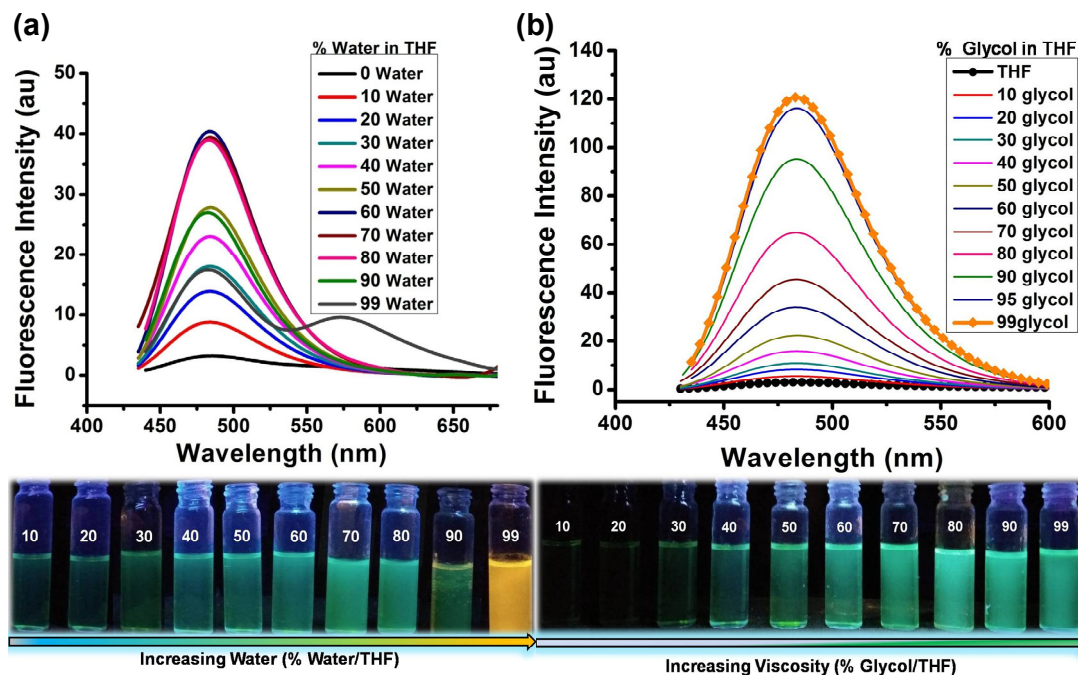 (a)
% Water in THF
0 Water
10 Water
20 Water
30 Water
40 Water
50 Water
60 Water
70 Water
80 Water
90 Water
99 Water
Fluorescence Intensity (au)
50
40
30
20
10
0
400 450 500 550 600 650
Wavelength (nm)
(b)
% Glycol in THF
THF
10 glycol
20 glycol
30 glycol
40 glycol
50 glycol
60 glycol
70 glycol
80 glycol
90 glycol
95 glycol
99glycol
Fluorescence Intensity (au)
140
120
100
80
60
40
20
0
400 450 500 550 600
Wavelength (nm)
10 20 30 40 50 60 70 80 90 99
Increasing Water (% Water/THF)
10 20 30 40 50 60 70 80 90 99
Increasing Viscosity (% Glycol/THF)